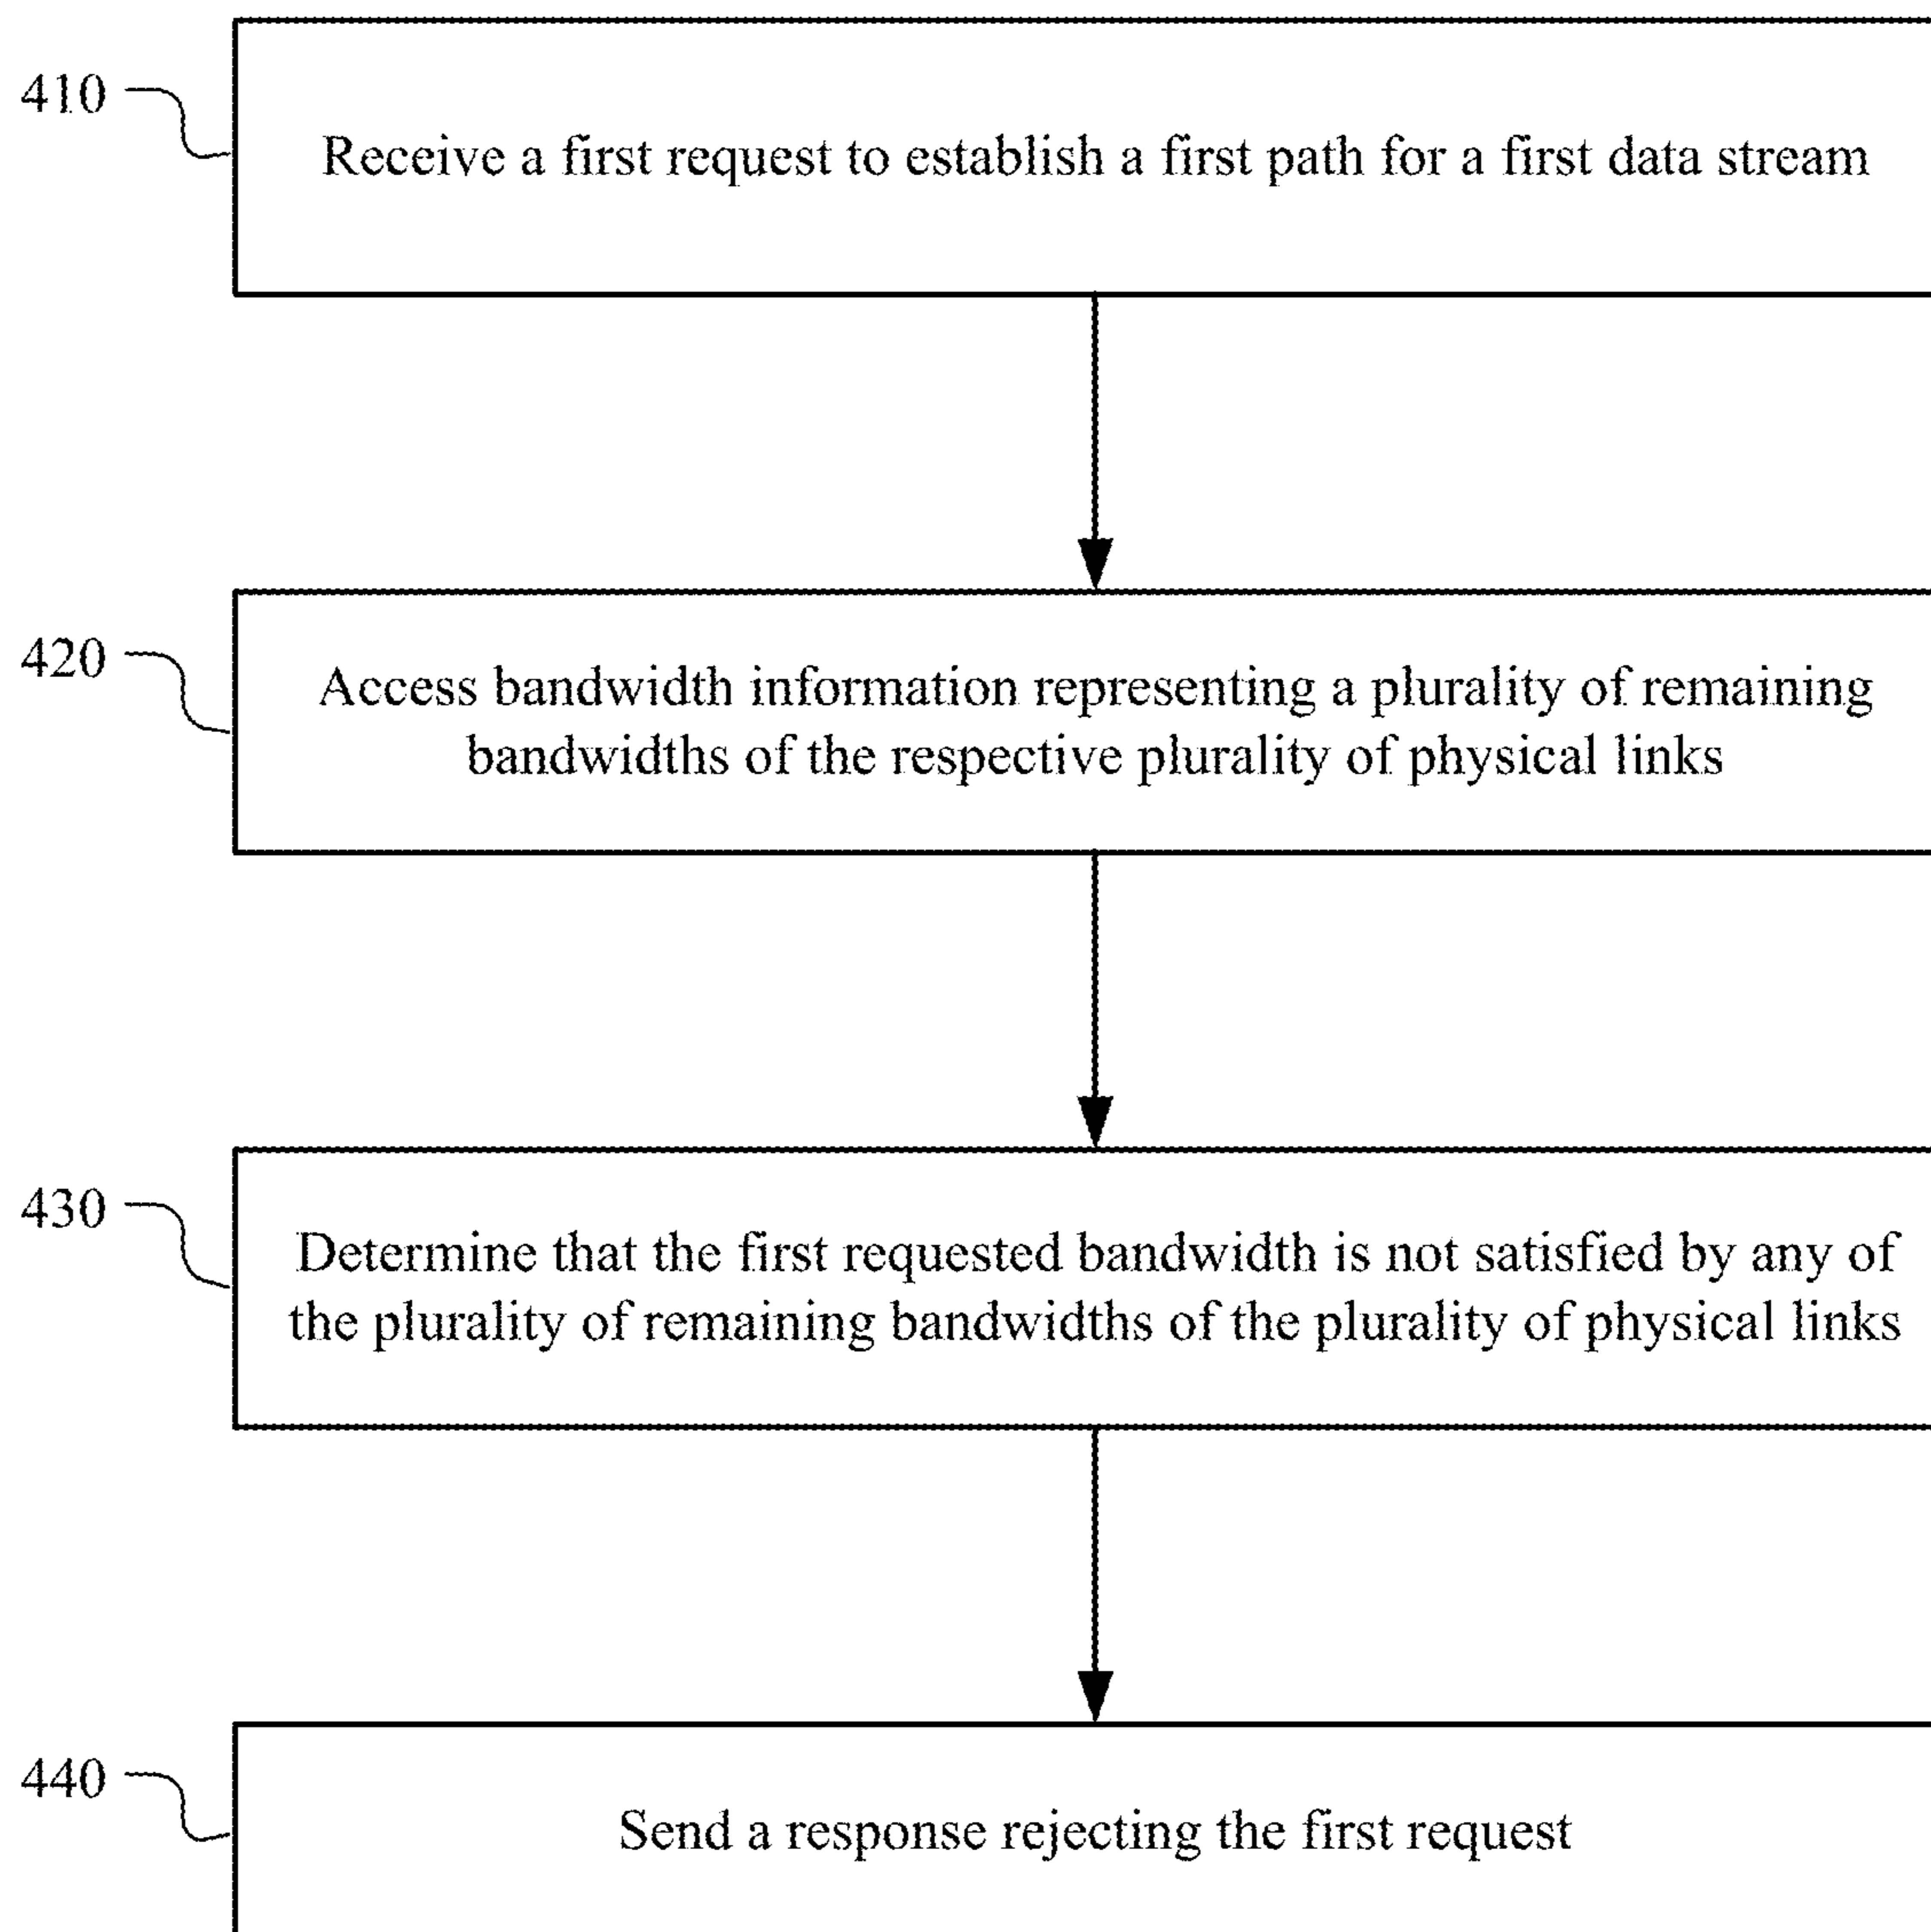 410
Receive a first request to establish a first path for a first data stream
420
Access bandwidth information representing a plurality of remaining
bandwidths of the respective plurality of physical links
430
Determine that the first requested bandwidth is not satisfied by any of
the plurality of remaining bandwidths of the plurality of physical links
440
Send a response rejecting the first request